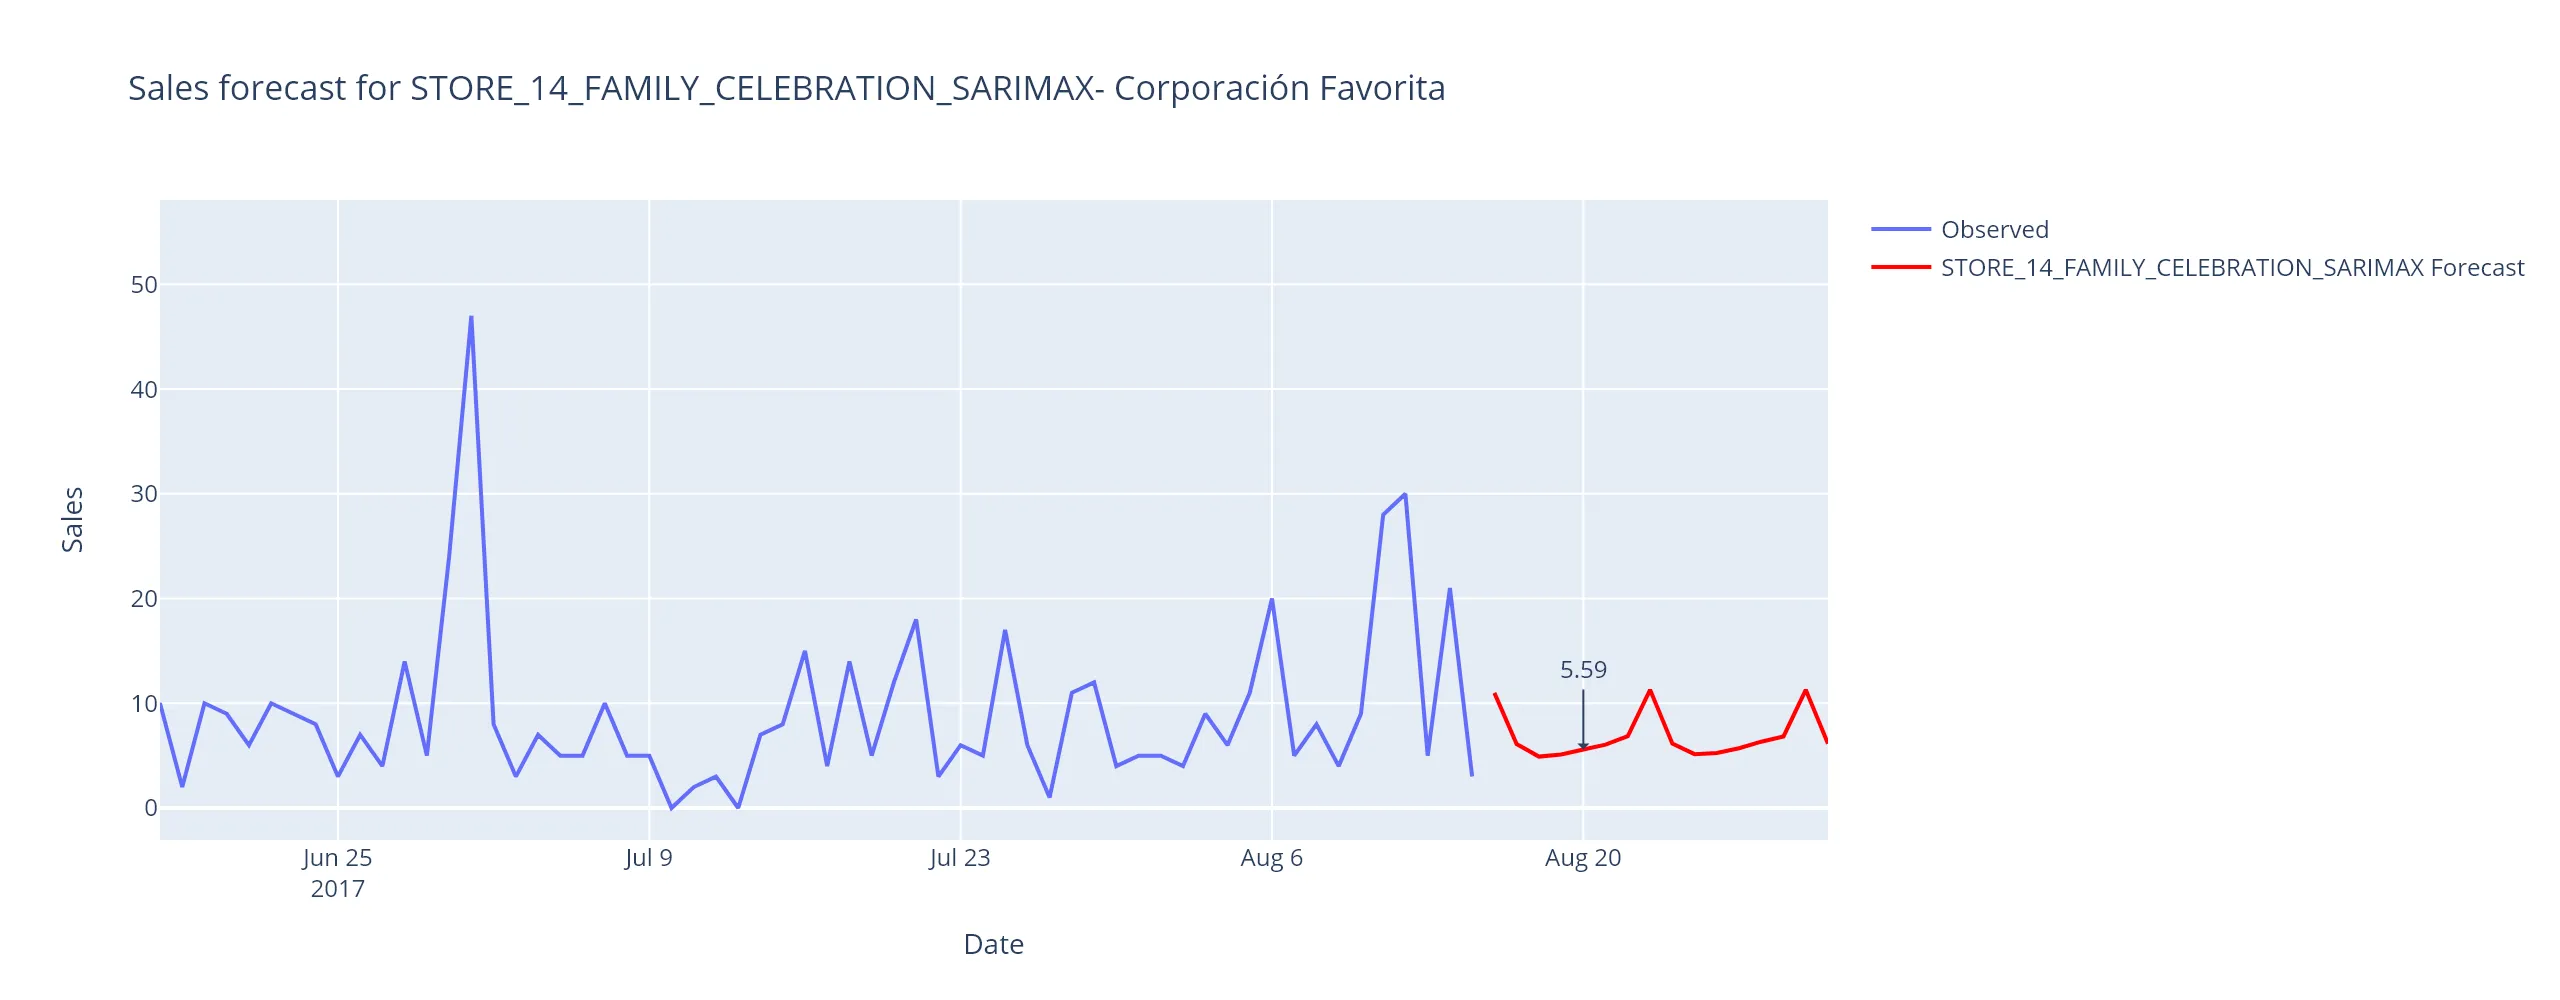 Sales forecast for STORE_14_FAMILY_CELEBRATION_SARIMAX- Corporación Favorita
Observed
STORE_14_FAMILY_CELEBRATION_SARIMAX Forecast
50
40
30
20
10
0
Sales
5.59
Jun 25
2017
Jul 9
Jul 23
Aug 6
Aug 20
Date